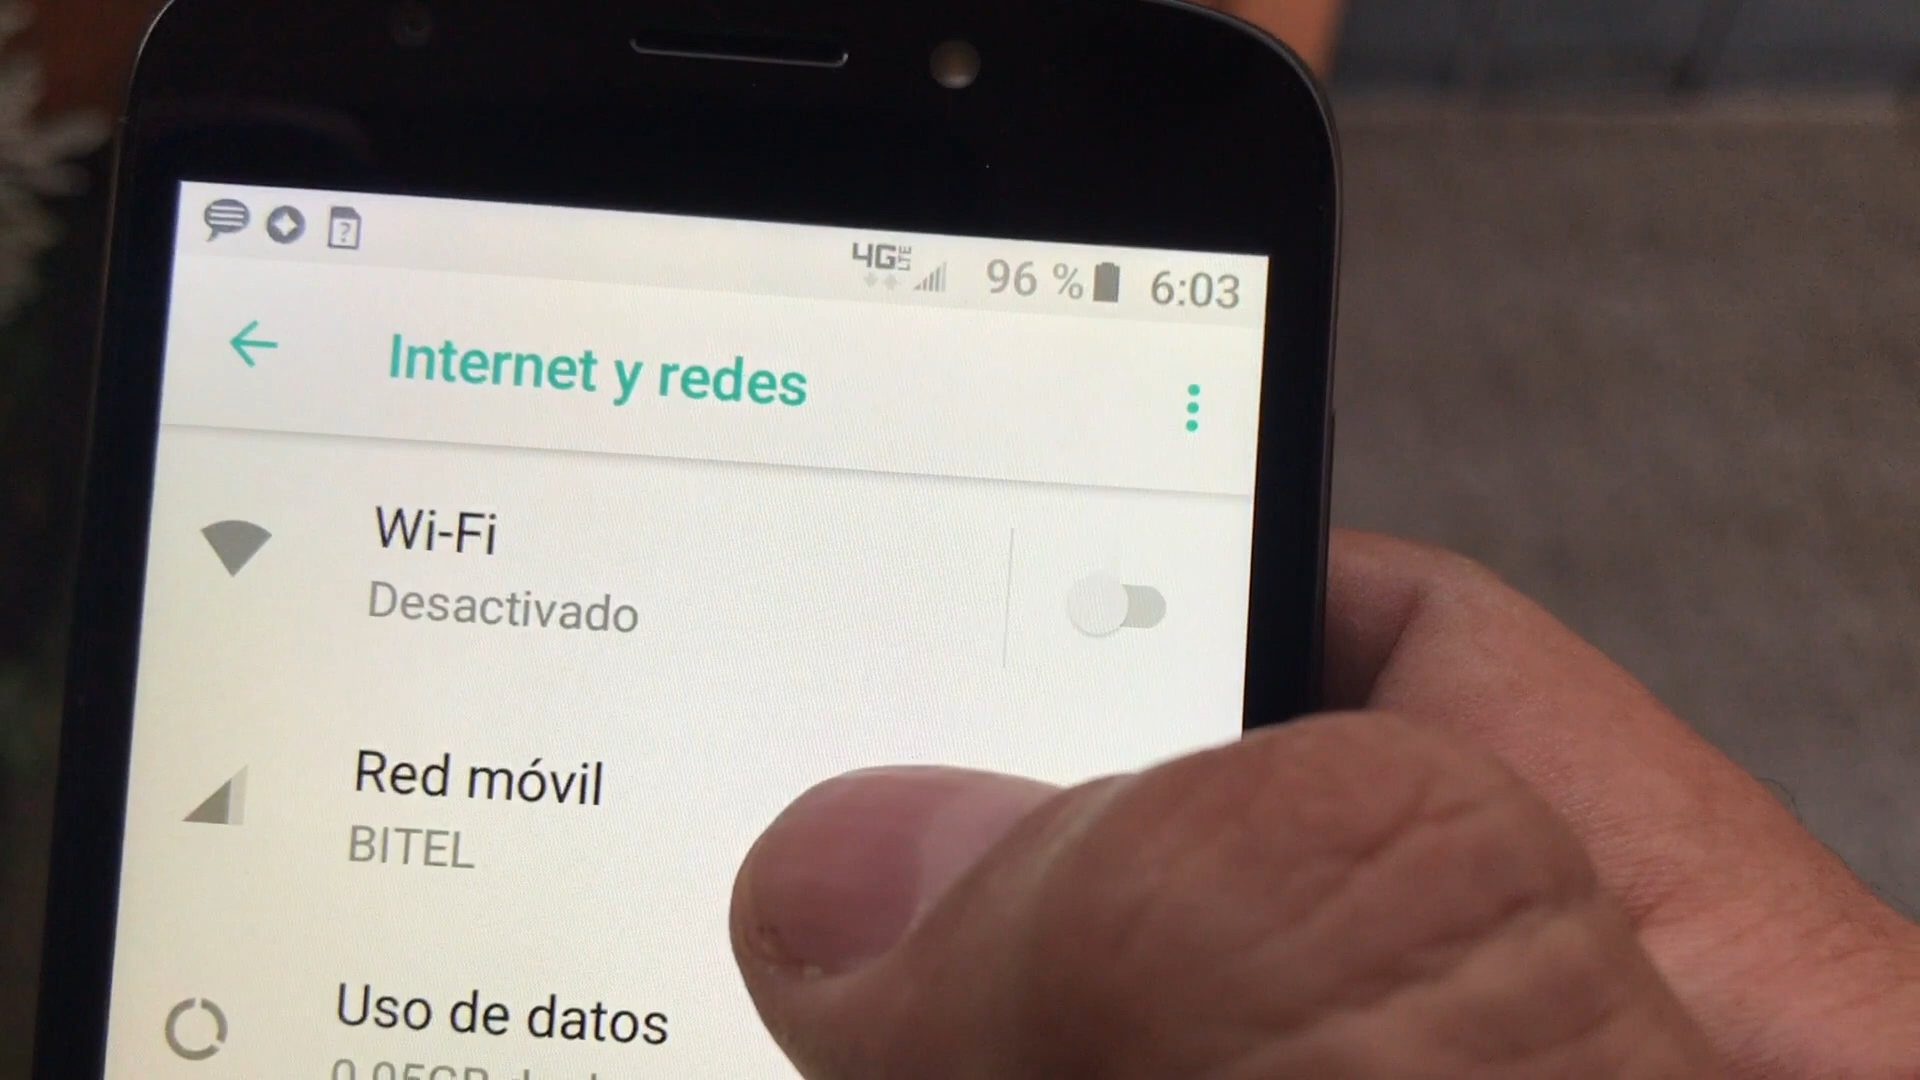 4G LTE 96 % 6:03
Internet y redes
Wi-Fi
Desactivado
Red móvil
BITEL
Uso de datos